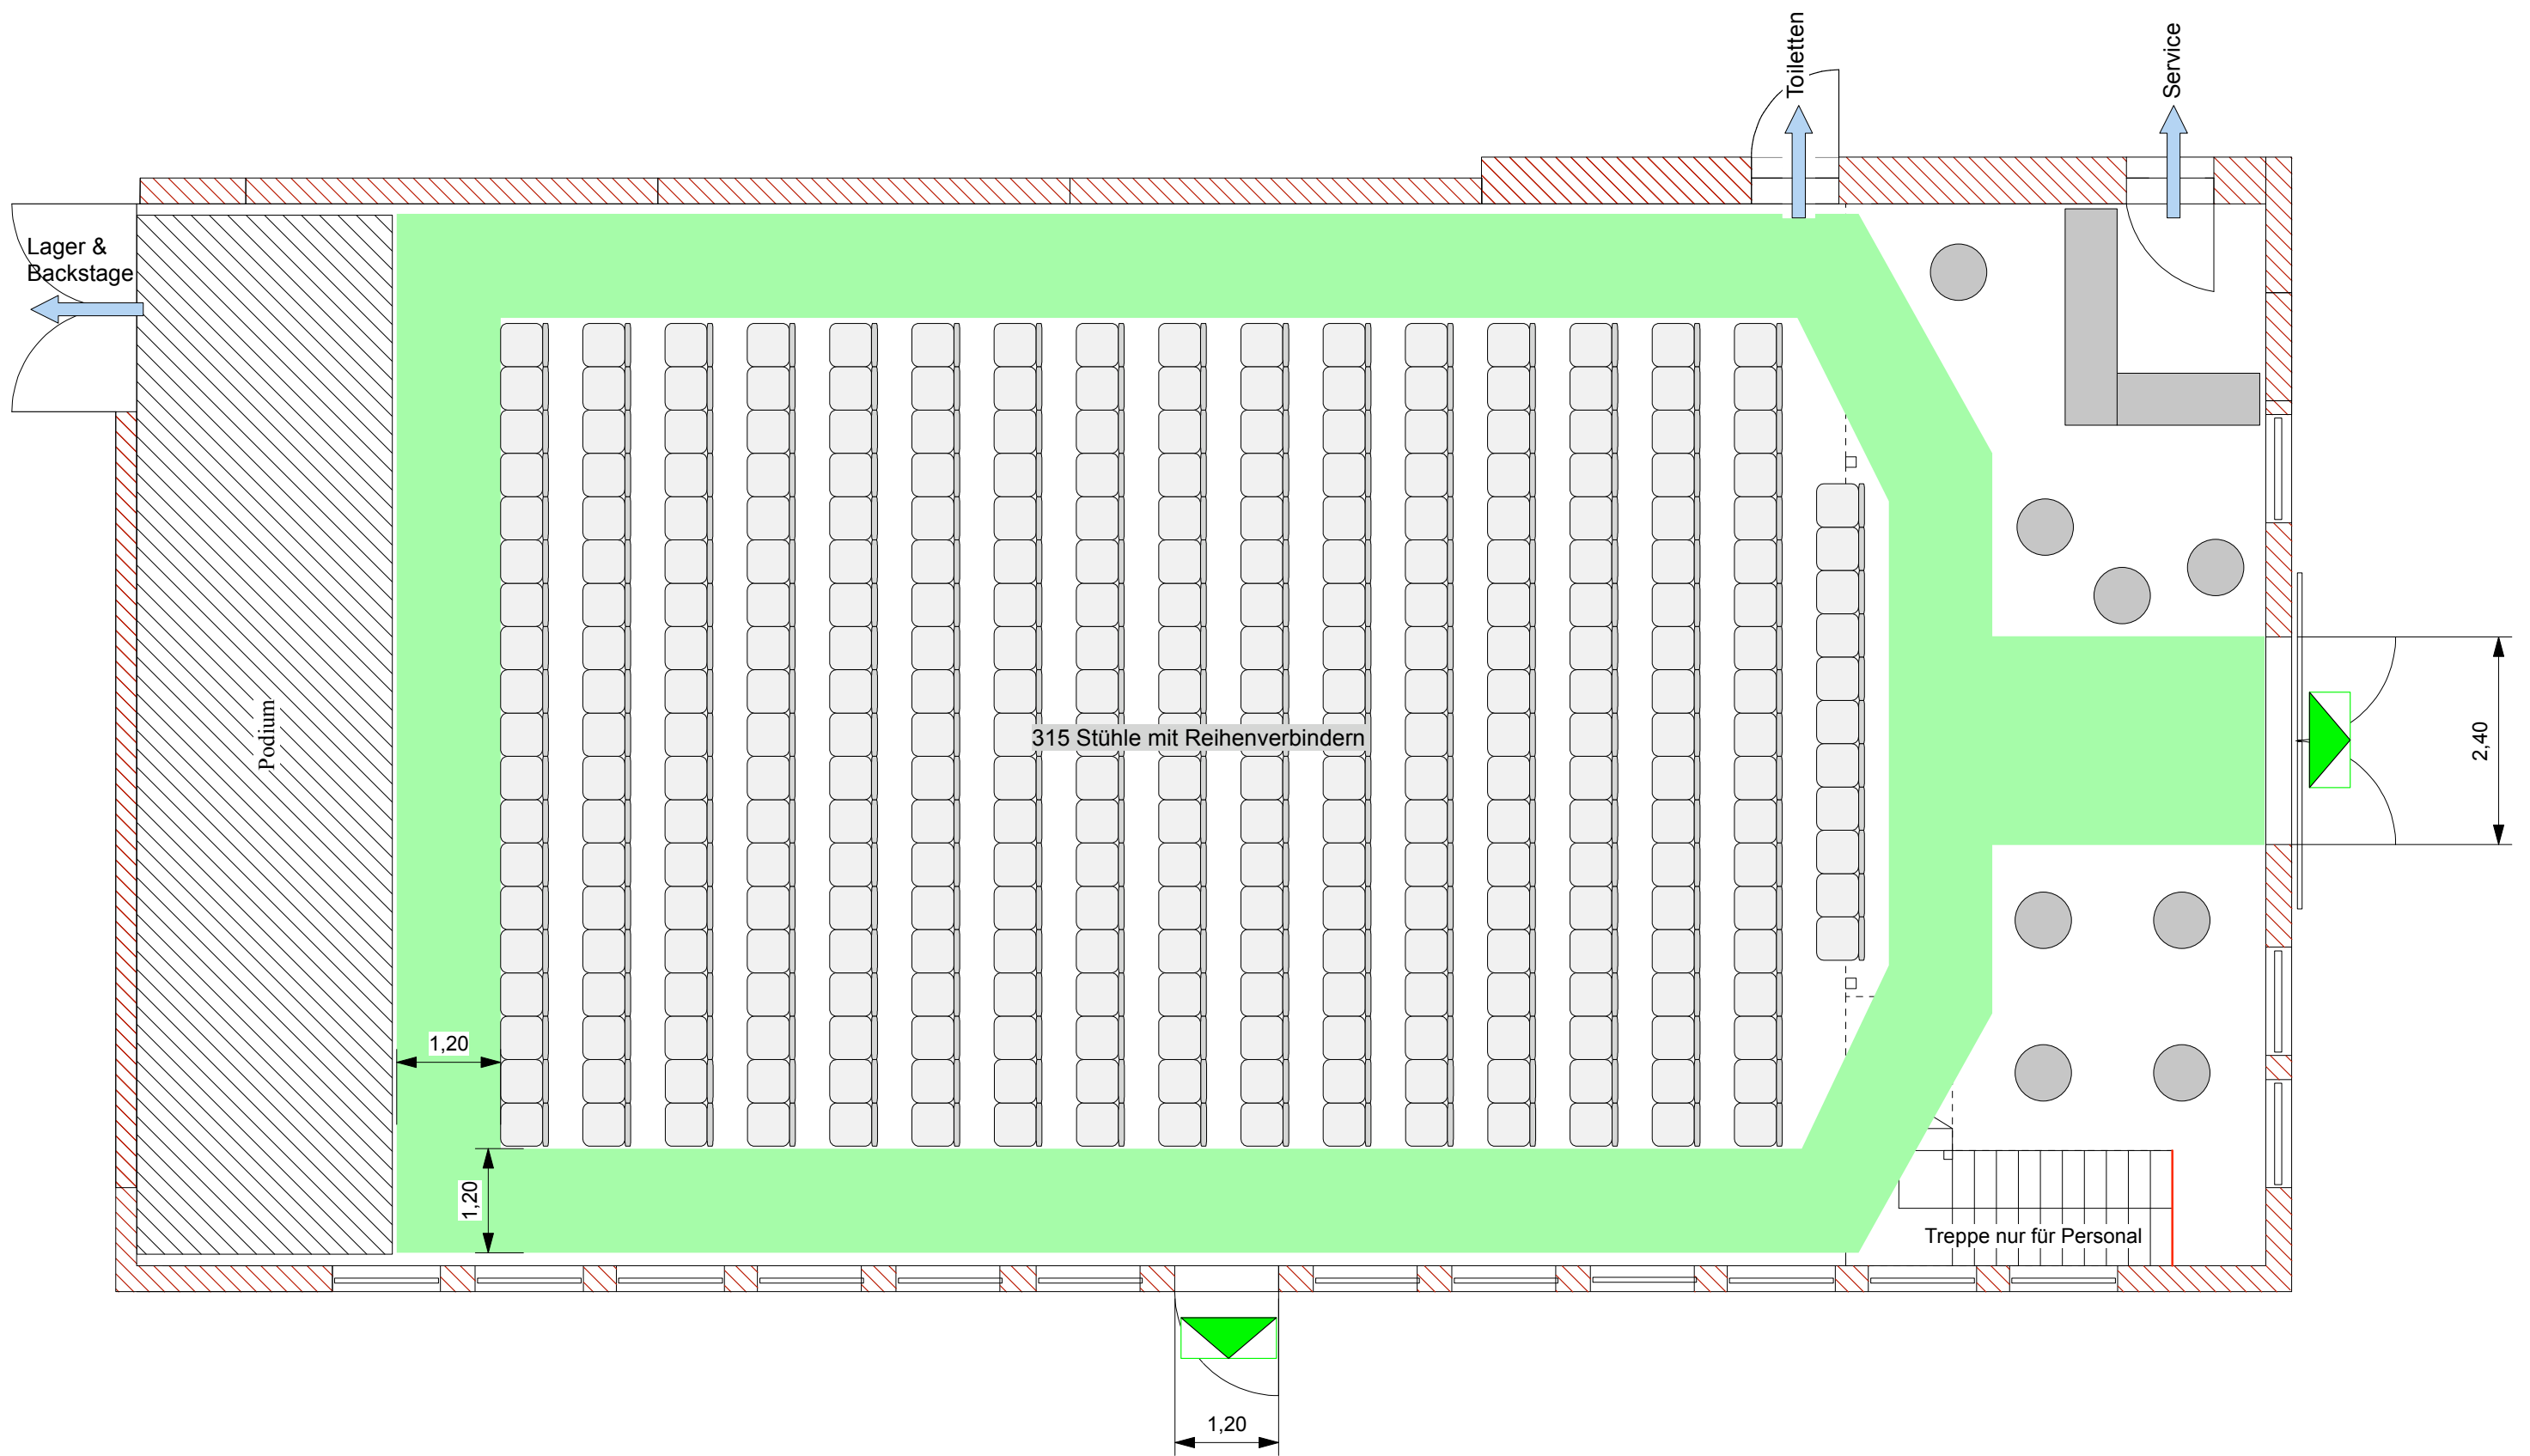 Toiletten
Service
Lager &
Backstage
Podium
315 Stühle mit Reihenverbindern
2,40
1,20
1,20
Treppe nur für Personal
1,20